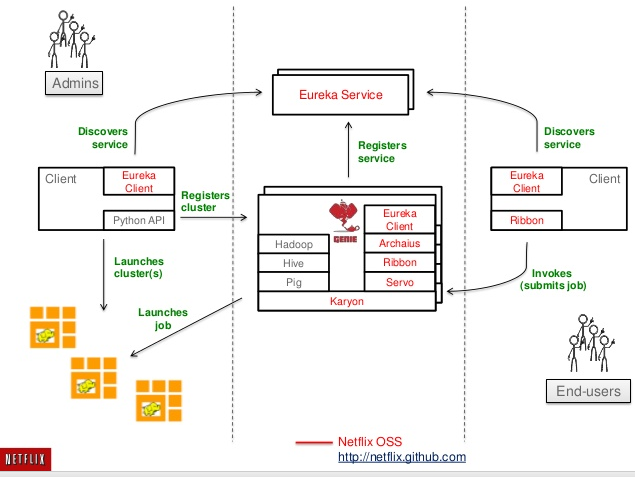 Admins
Eureka Service
Discovers
service
Registers
service
Discovers
service
Client
Eureka
Client
Python API
Registers
cluster
Eureka
Client
Client
Ribbon
GENIE
Eureka
Client
Hadoop
Archaius
Hive
Ribbon
Pig
Servo
Karyon
Launches
cluster(s)
Launches
job
Invokes
(submits job)
End-users
Netflix OSS
http://netflix.github.com
NETFLIX